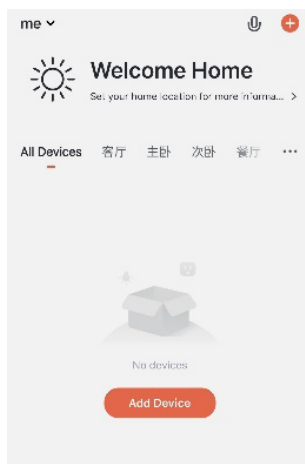 me
Welcome Home
Set your home location for more informa... >
All Devices 客厅 主卧 次卧 餐厅 ...
No devices
Add Device